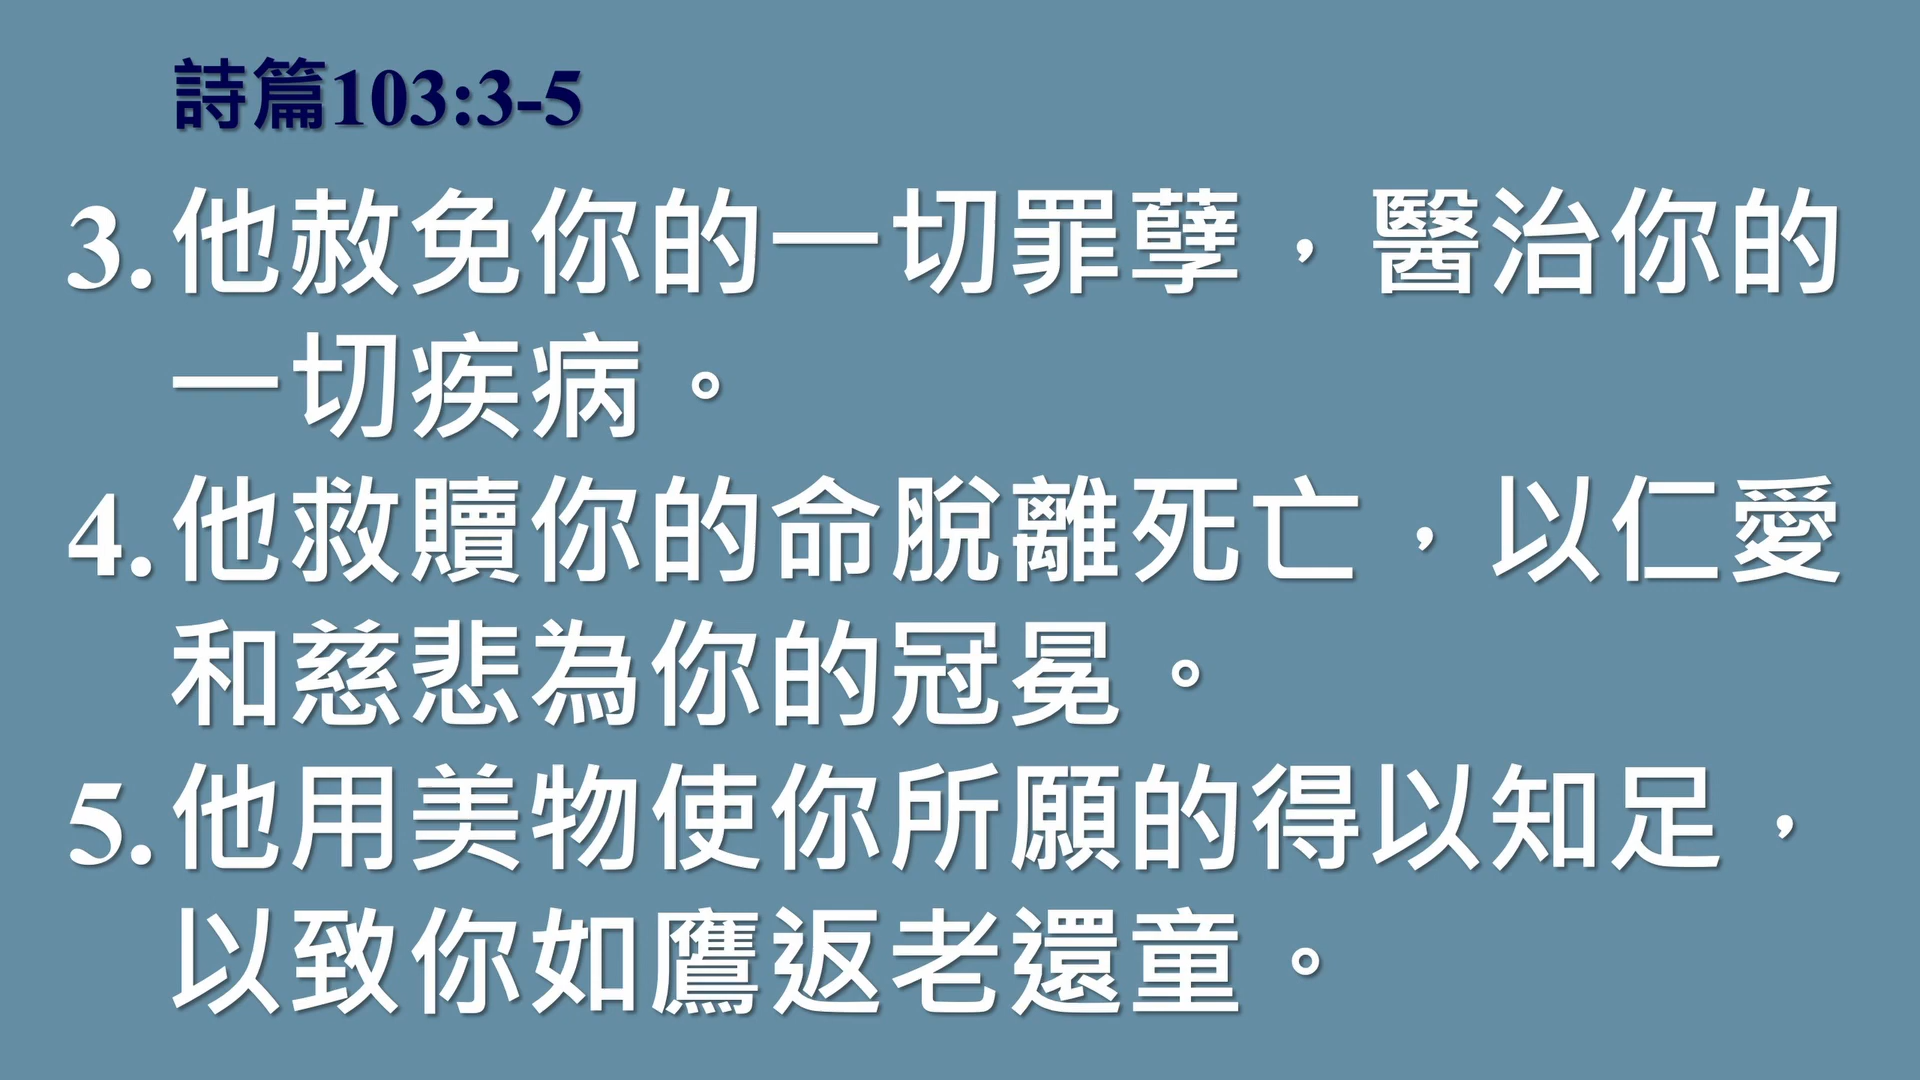 詩篇103:3-5
3. 他赦免你的一切罪孽，醫治你的
一切疾病。
4. 他救贖你的命脫離死亡，以仁愛
和慈悲為你的冠冕。
5. 他用美物使你所願的得以知足，
以致你如鷹返老還童。